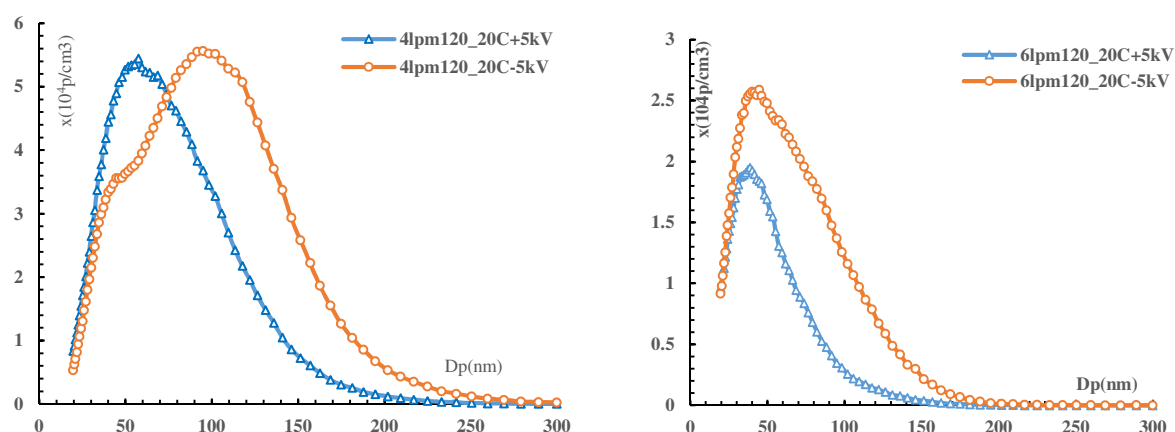 6
5
4
3
2
1
0
x(10⁴p/cm3)
4lpm120_20C+5kV
4lpm120_20C-5kV
Dp(nm)
0 50 100 150 200 250 300
3
2.5
2
1.5
1
0.5
0
x(104p/cm3)
6lpm120_20C+5kV
6lpm120_20C-5kV
Dp(nm)
0 50 100 150 200 250 300